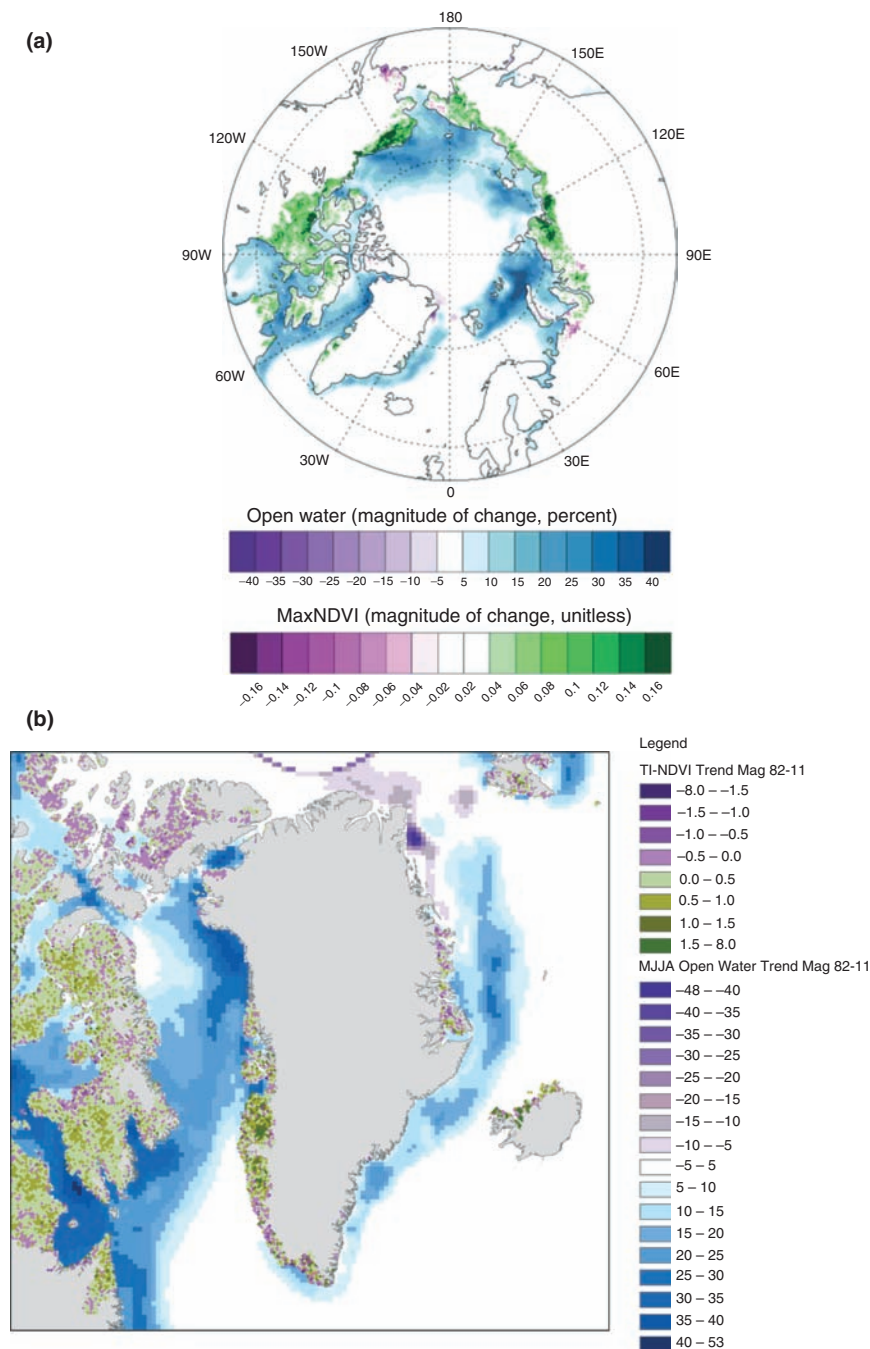 (a)
180
150W
150E
120W
120E
90W
90E
60W
60E
30W
30E
0
Open water (magnitude of change, percent)
−40 −35 −30 −25 −20 −15 −10 −5 5 10 15 20 25 30 35 40
MaxNDVI (magnitude of change, unitless)
−0.16 −0.14 −0.12 −0.1 −0.08 −0.06 −0.04 −0.02 0.02 0.04 0.06 0.08 0.1 0.12 0.14 0.16
(b)
Legend
TI-NDVI Trend Mag 82-11
−8.0 – −1.5
−1.5 – −1.0
−1.0 – −0.5
−0.5 – 0.0
0.0 – 0.5
0.5 – 1.0
1.0 – 1.5
1.5 – 8.0
MJJA Open Water Trend Mag 82-11
−48 – −40
−40 – −35
−35 – −30
−30 – −25
−25 – −20
−20 – −15
−15 – −10
−10 – −5
−5 – 5
5 – 10
10 – 15
15 – 20
20 – 25
25 – 30
30 – 35
35 – 40
40 – 53